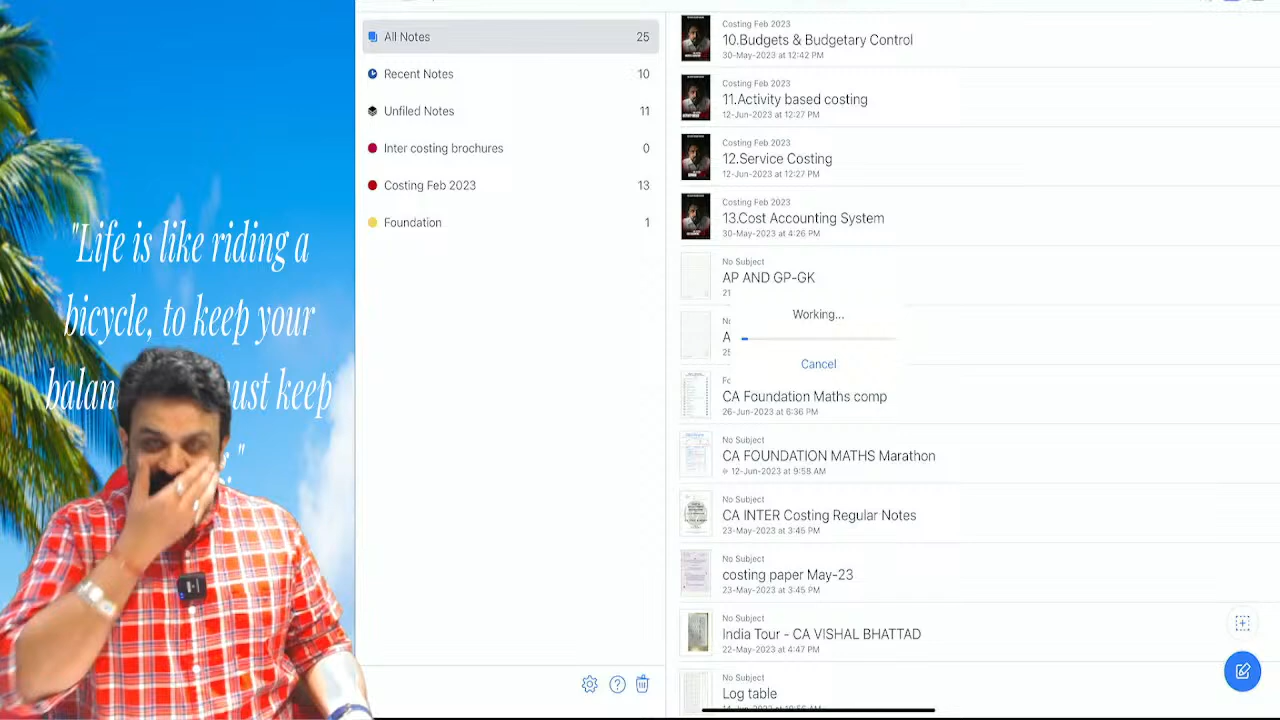 "Life is like riding a
bicycle, to keep your
must keep
All Notes 25
Recent Notes 10
Unfiled Notes 11
Inter costing brochures 0
Costing Feb 2023 13
Foundation 1
Costing Feb 2023
10.Budgets & Budgetary Control
30-May-2023 at 12:42 PM
Costing Feb 2023
11.Activity based costing
12-Jun-2023 at 12:27 PM
Costing Feb 2023
12.Service Costing
12-Jun-2023 at 12:27 PM
Costing Feb 2023
13.Cost Accounting System
30-May-2023 at 4:26 PM
No Subject
AP AND GP-GK
Working...
Cancel
CA Foundation Maths Comp
26-Jun-2023 at 6:36 PM
No Subject
CA FOUNDATION MATHS Marathon
12-Jun-2023 at 9:58 AM
No Subject
CA INTER Costing Regular Notes
23-May-2023 at 3:44 PM
No Subject
costing paper May-23
23-May-2023 at 3:45 PM
No Subject
India Tour - CA VISHAL BHATTAD
22-May-2023 at 4:47 PM
No Subject
Log table